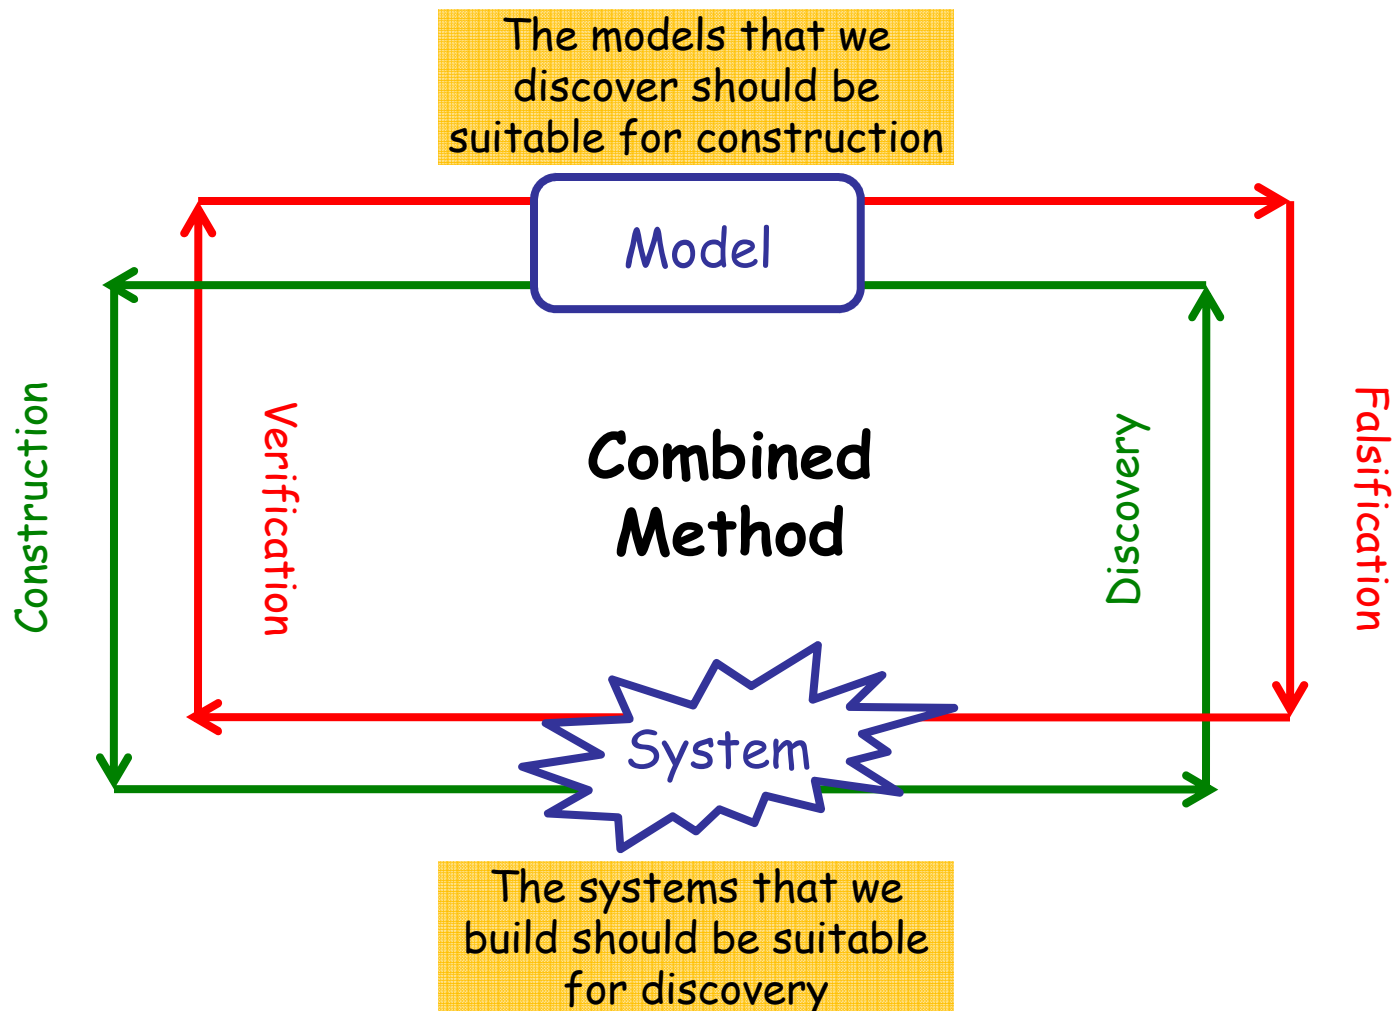 The models that we
discover should be
suitable for construction
Model
Construction
Verification
Combined
Method
Discovery
Falsification
System
The systems that we
build should be suitable
for discovery